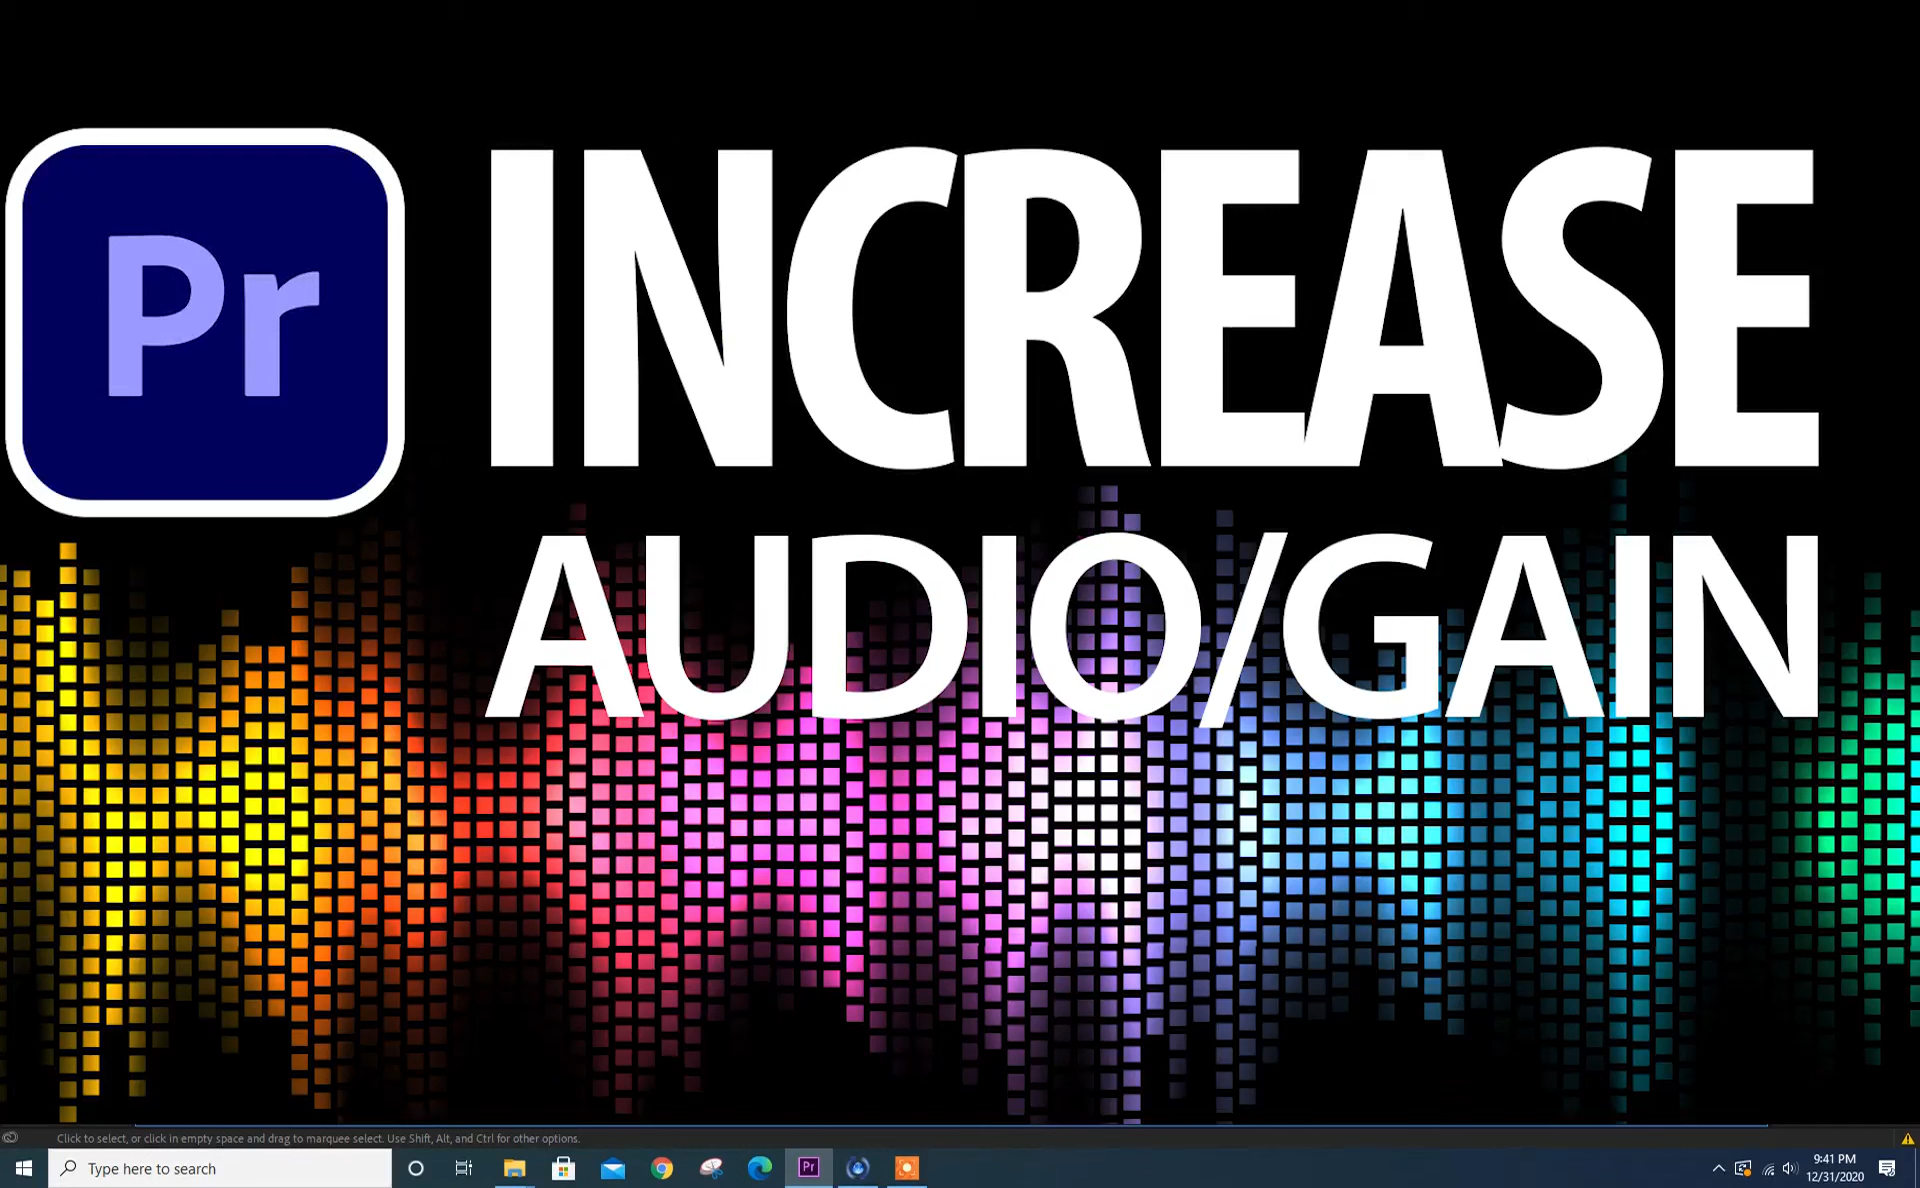 Pr
INCREASE
AUDIO/GAIN
Click to select, or click in empty space and drag to marquee select. Use Shift, Alt, and Ctrl for other options.
Type here to search
Pr
9:41 PM
12/31/2020